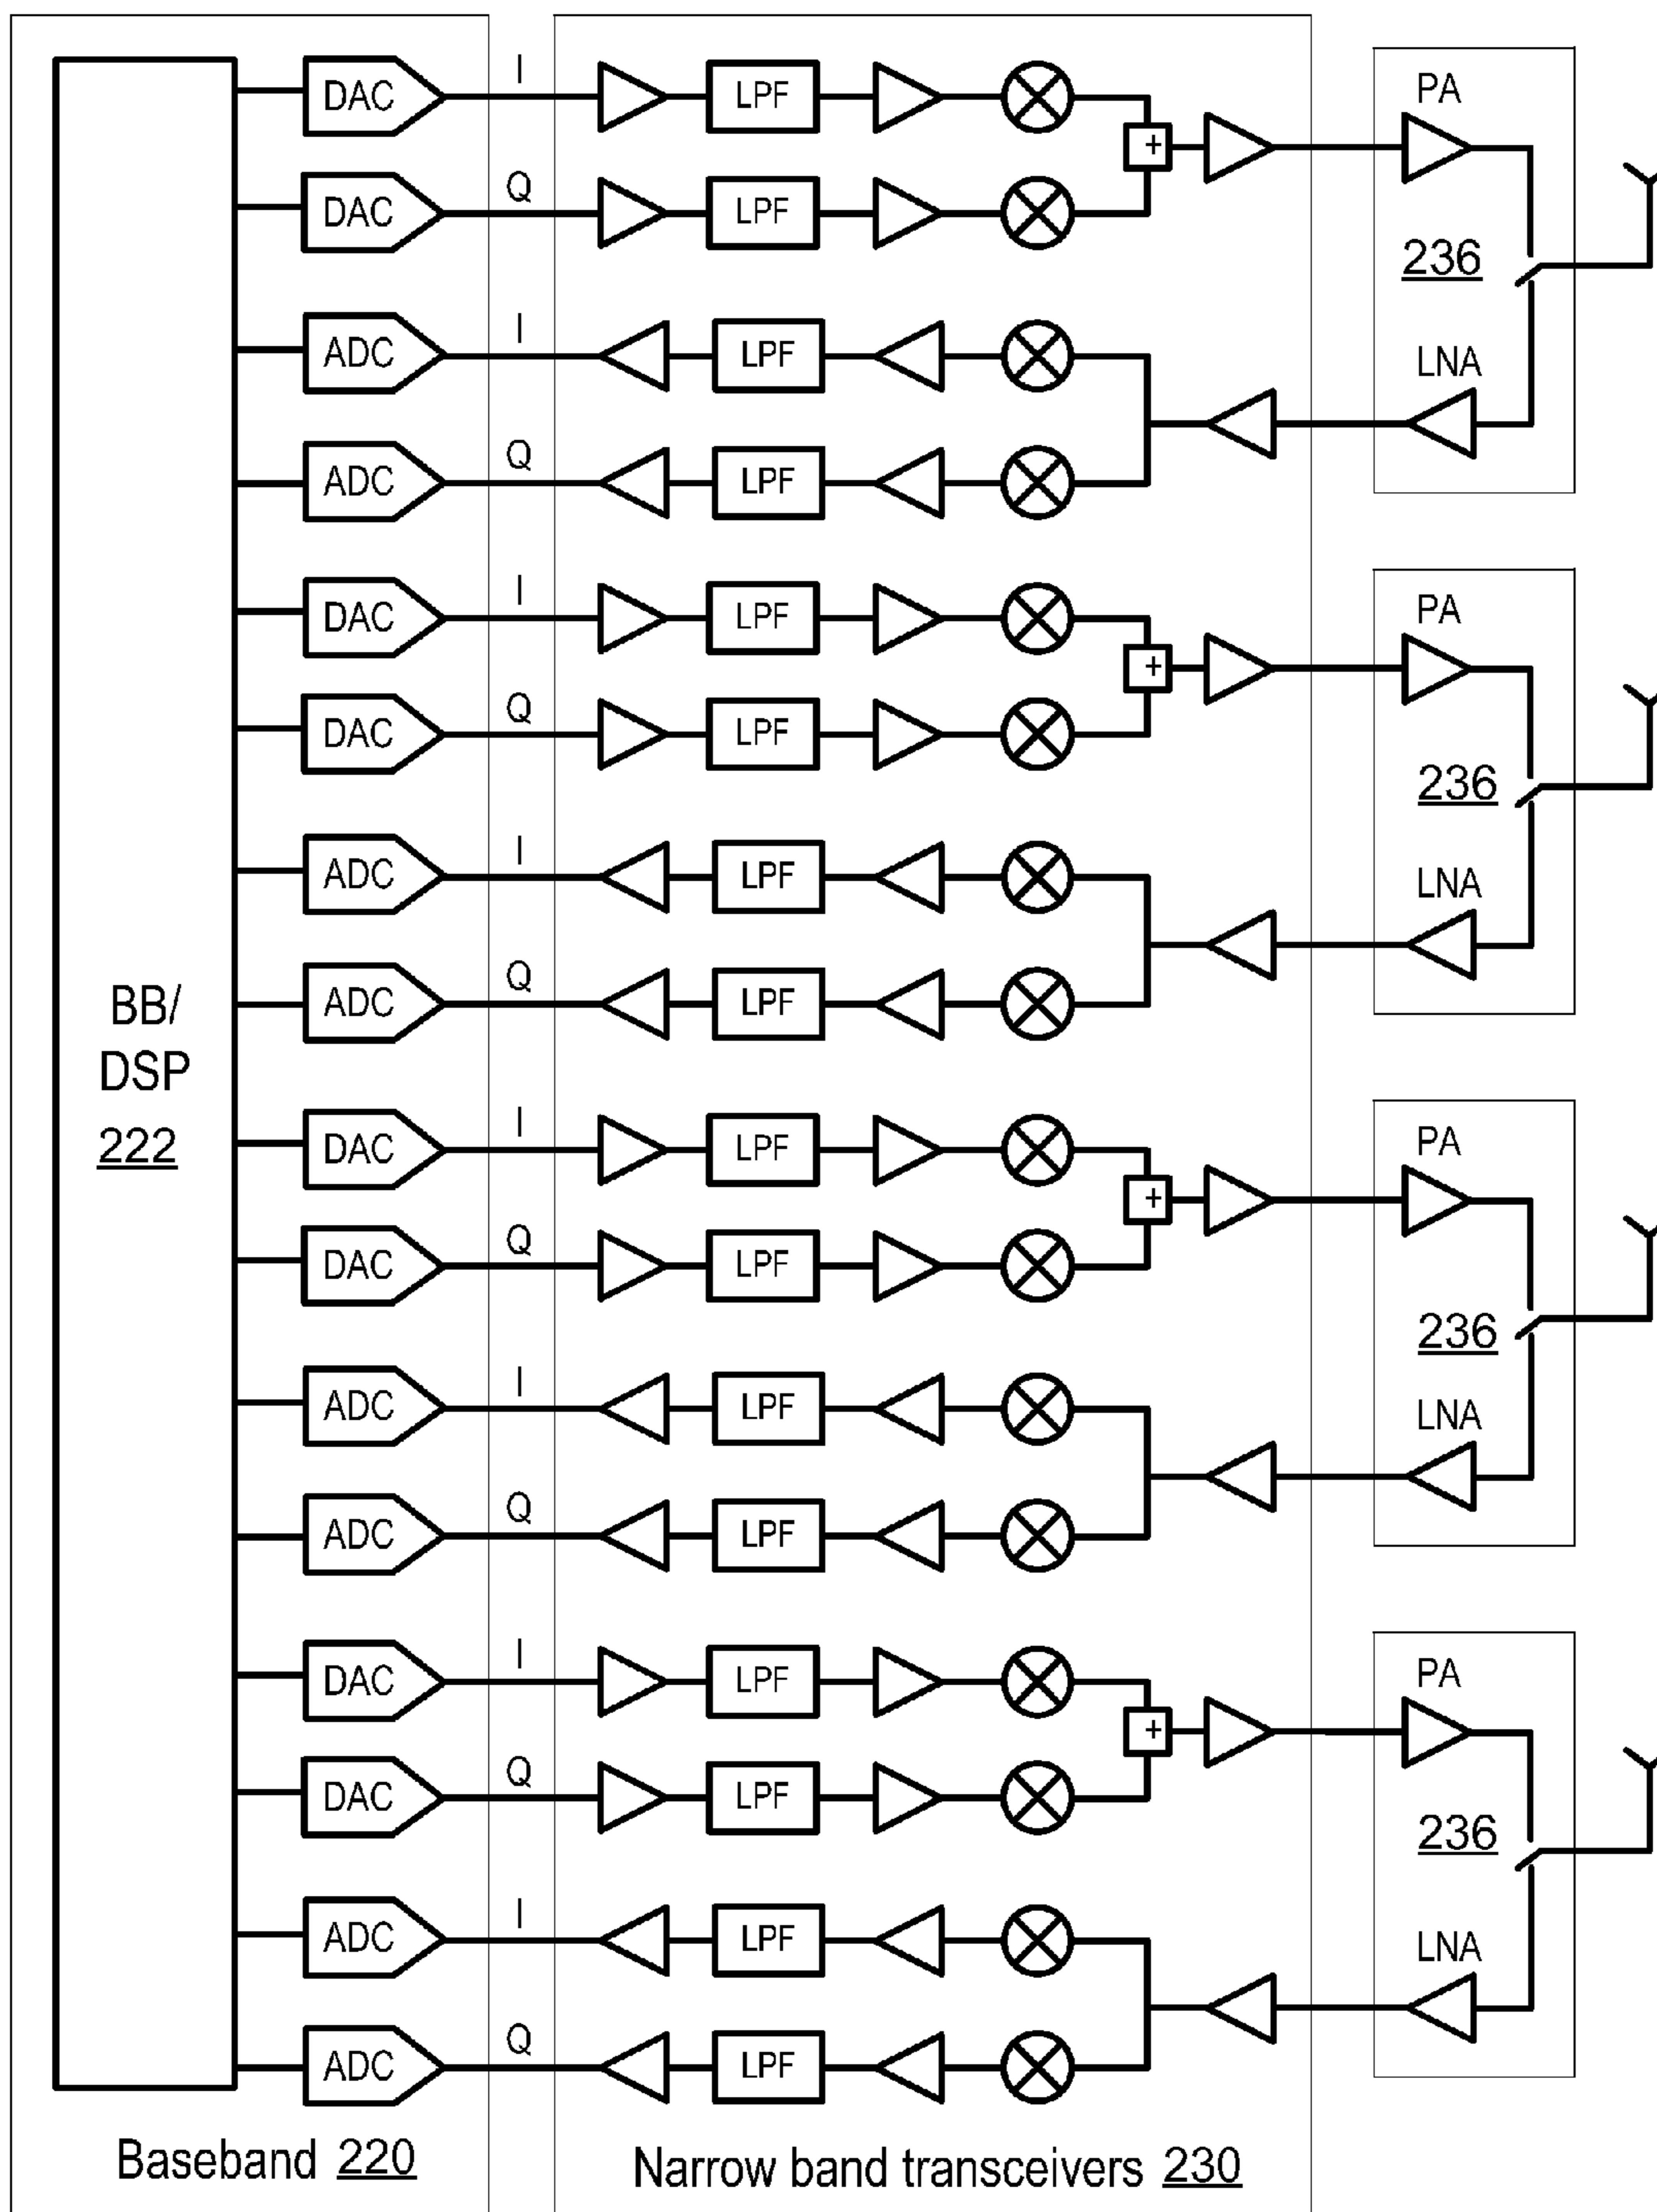 DAC I LPF PA
DAC Q LPF +
236
ADC I LPF LNA
ADC Q LPF
DAC I LPF PA
DAC Q LPF +
236
ADC I LPF LNA
ADC Q LPF
BB/
DSP
222
DAC I LPF PA
DAC Q LPF +
236
ADC I LPF LNA
ADC Q LPF
DAC I LPF PA
DAC Q LPF +
236
ADC I LPF LNA
ADC Q LPF
Baseband 220
Narrow band transceivers 230